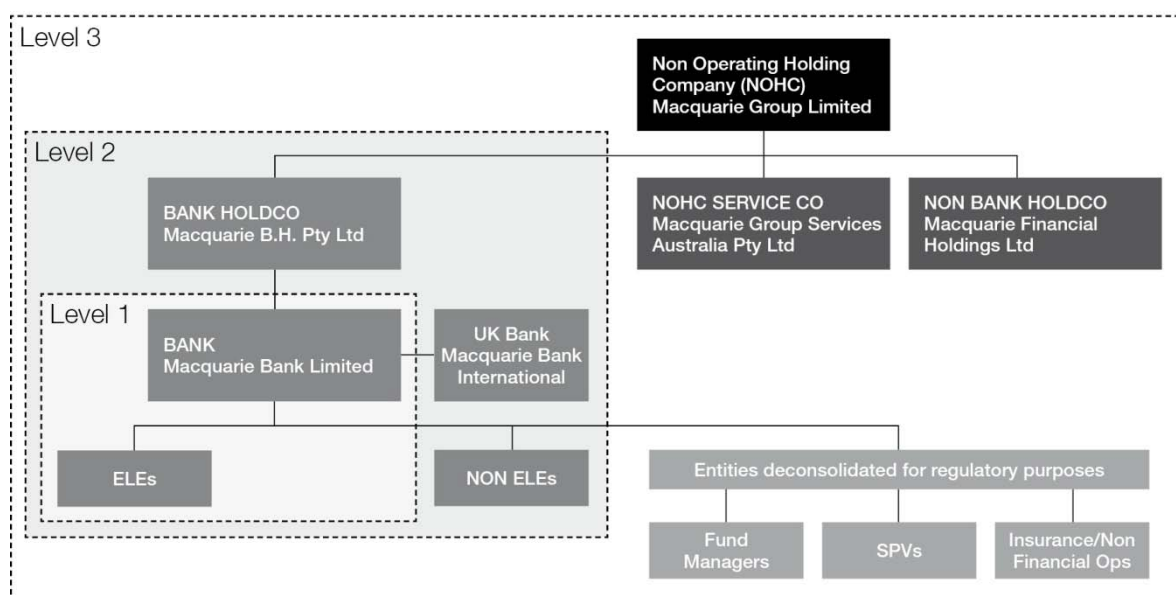 Level 3
Non Operating Holding
Company (NOHC)
Macquarie Group Limited
Level 2
BANK HOLDCO
Macquarie B.H. Pty Ltd
NOHC SERVICE CO
Macquarie Group Services
Australia Pty Ltd
NON BANK HOLDCO
Macquarie Financial
Holdings Ltd
Level 1
BANK
Macquarie Bank Limited
UK Bank
Macquarie Bank
International
ELEs
NON ELEs
Entities deconsolidated for regulatory purposes
Fund
Managers
SPVs
Insurance/Non
Financial Ops